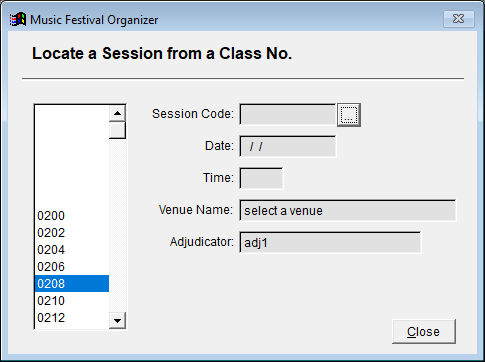 Music Festival Organizer
Locate a Session from a Class No.
Session Code: ...
Date: / /
Time:
Venue Name: select a venue
Adjudicator: adj1
0200
0202
0204
0206
0208
0210
0212
Close